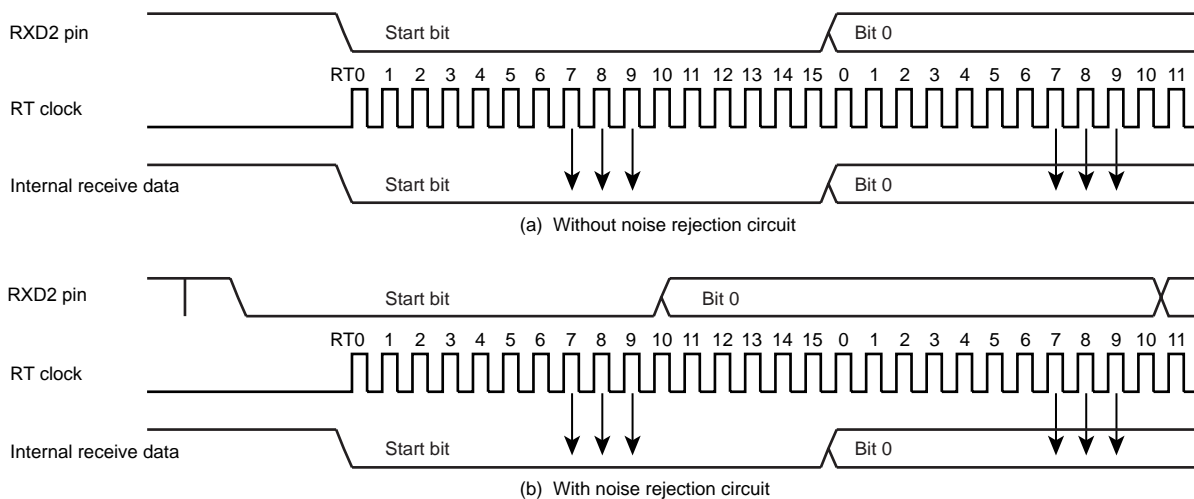 RXD2 pin Start bit Bit 0
RT0 1 2 3 4 5 6 7 8 9 10 11 12 13 14 15 0 1 2 3 4 5 6 7 8 9 10 11
RT clock
Internal receive data Start bit Bit 0
(a) Without noise rejection circuit
RXD2 pin Start bit Bit 0
RT0 1 2 3 4 5 6 7 8 9 10 11 12 13 14 15 0 1 2 3 4 5 6 7 8 9 10 11
RT clock
Internal receive data Start bit Bit 0
(b) With noise rejection circuit